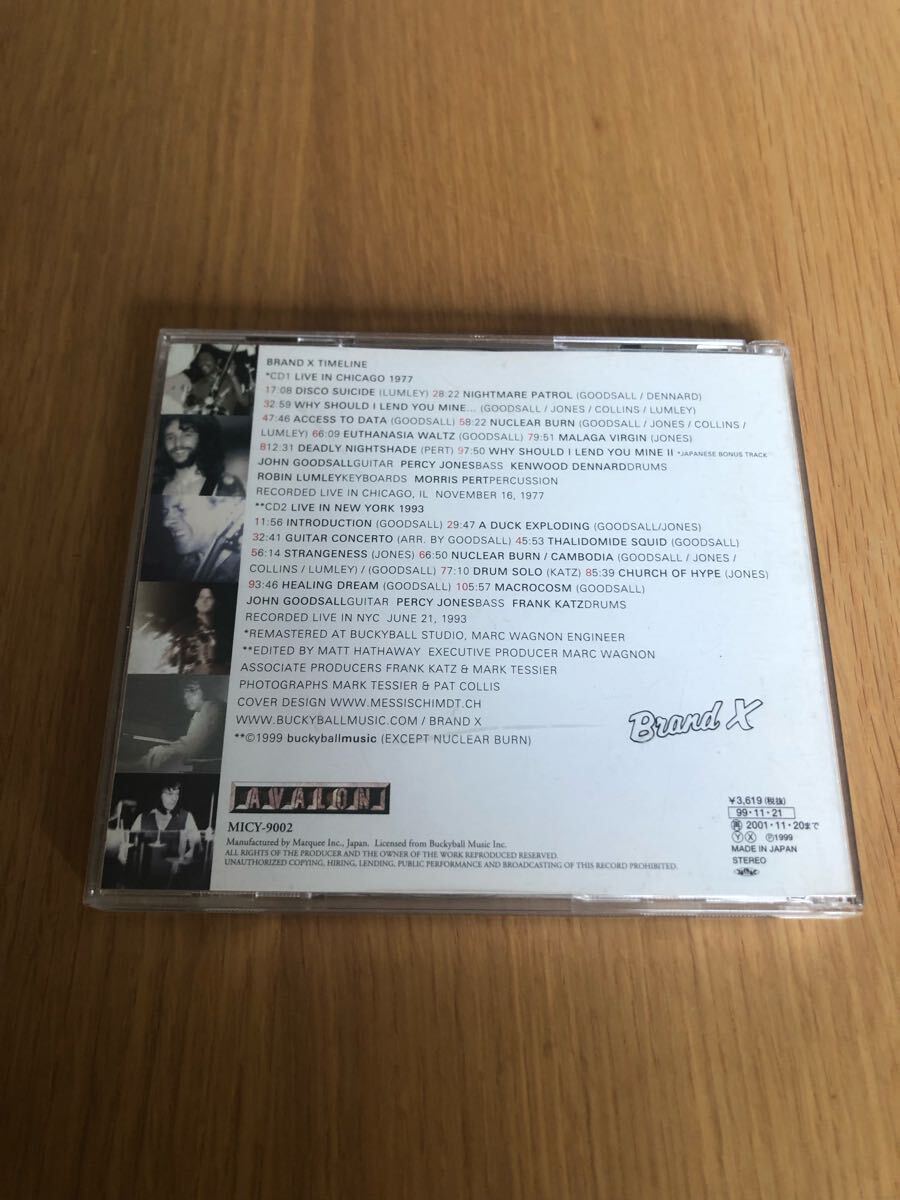 BRAND X TIMELINE
*CD1 LIVE IN CHICAGO 1977
17:08 DISCO SUICIDE (LUMLEY) 28:22 NIGHTMARE PATROL (GOODSALL / DENNARD)
32:59 WHY SHOULD I LEND YOU MINE... (GOODSALL / JONES / COLLINS / LUMLEY)
47:46 ACCESS TO DATA (GOODSALL) 58:22 NUCLEAR BURN (GOODSALL / JONES / COLLINS /
LUMLEY) 66:09 EUTHANASIA WALTZ (GOODSALL) 79:51 MALAGA VIRGIN (JONES)
812:31 DEADLY NIGHTSHADE (PERT) 97:50 WHY SHOULD I LEND YOU MINE II *JAPANESE BONUS TRACK
JOHN GOODSALLGUITAR PERCY JONESBASS KENWOOD DENNARDDRUMS
ROBIN LUMLEYKEYBOARDS MORRIS PERTPERCUSSION
RECORDED LIVE IN CHICAGO, IL NOVEMBER 16, 1977
**CD2 LIVE IN NEW YORK 1993
11:56 INTRODUCTION (GOODSALL) 29:47 A DUCK EXPLODING (GOODSALL/JONES)
32:41 GUITAR CONCERTO (ARR. BY GOODSALL) 45:53 THALIDOMIDE SQUID (GOODSALL)
56:14 STRANGENESS (JONES) 66:50 NUCLEAR BURN / CAMBODIA (GOODSALL / JONES /
COLLINS / LUMLEY) / (GOODSALL) 77:10 DRUM SOLO (KATZ) 85:39 CHURCH OF HYPE (JONES)
93:46 HEALING DREAM (GOODSALL) 105:57 MACROCOSM (GOODSALL)
JOHN GOODSALLGUITAR PERCY JONESBASS FRANK KATZDRUMS
RECORDED LIVE IN NYC JUNE 21, 1993
*REMASTERED AT BUCKYBALL STUDIO, MARC WAGNON ENGINEER
**EDITED BY MATT HATHAWAY EXECUTIVE PRODUCER MARC WAGNON
ASSOCIATE PRODUCERS FRANK KATZ & MARK TESSIER
PHOTOGRAPHS MARK TESSIER & PAT COLLIS
COVER DESIGN WWW.MESSISCHIMDT.CH
WWW.BUCKYBALLMUSIC.COM / BRAND X
**©1999 buckyballmusic (EXCEPT NUCLEAR BURN)
Brand X
AVALON
MICY-9002
Manufactured by Marquee Inc., Japan. Licensed from Buckyball Music Inc.
ALL RIGHTS OF THE PRODUCER AND THE OWNER OF THE WORK REPRODUCED RESERVED.
UNAUTHORIZED COPYING, HIRING, LENDING, PUBLIC PERFORMANCE AND BROADCASTING OF THIS RECORD PROHIBITED.
¥3,619(税抜)
99・11・21
再 2001・11・20まで
Ⓨ Ⓧ ℗1999
MADE IN JAPAN
STEREO